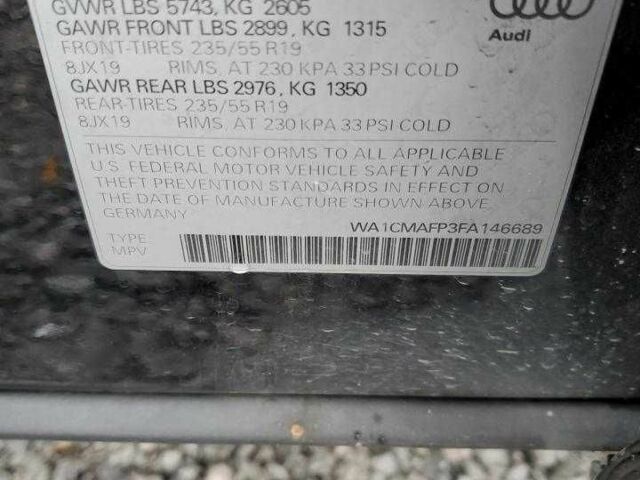 GVWR LBS 5743, KG 2605
GAWR FRONT LBS 2899, KG 1315
FRONT-TIRES 235/55 R19
8JX19 RIMS, AT 230 KPA 33 PSI COLD
GAWR REAR LBS 2976, KG 1350
REAR-TIRES 235/55 R19
8JX19 RIMS, AT 230 KPA 33 PSI COLD
Audi
THIS VEHICLE CONFORMS TO ALL APPLICABLE
U.S. FEDERAL MOTOR VEHICLE SAFETY AND
THEFT PREVENTION STANDARDS IN EFFECT ON
THE DATE OF MANUFACTURE SHOWN ABOVE.
GERMANY
WA1CMAFP3FA146689
TYPE
MPV